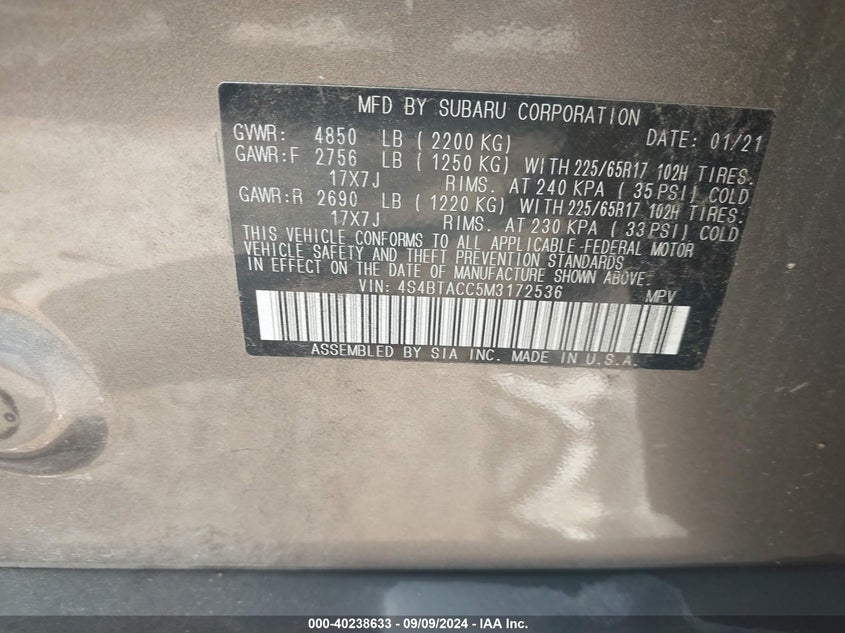 MFD BY SUBARU CORPORATION
GVWR: 4850 LB ( 2200 KG) DATE: 01/21
GAWR:F 2756 LB ( 1250 KG) WITH 225/65R17 102H TIRES.
17X7J RIMS. AT 240 KPA ( 35 PSI) COLD
GAWR:R 2690 LB ( 1220 KG) WITH 225/65R17 102H TIRES.
17X7J RIMS. AT 230 KPA ( 33 PSI) COLD
THIS VEHICLE CONFORMS TO ALL APPLICABLE FEDERAL MOTOR
VEHICLE SAFETY AND THEFT PREVENTION STANDARDS
IN EFFECT ON THE DATE OF MANUFACTURE SHOWN ABOVE.
VIN: 4S4BTACC5M3172536 MPV
ASSEMBLED BY SIA INC. MADE IN U.S.A.
000-40238633 - 09/09/2024 - IAA Inc.